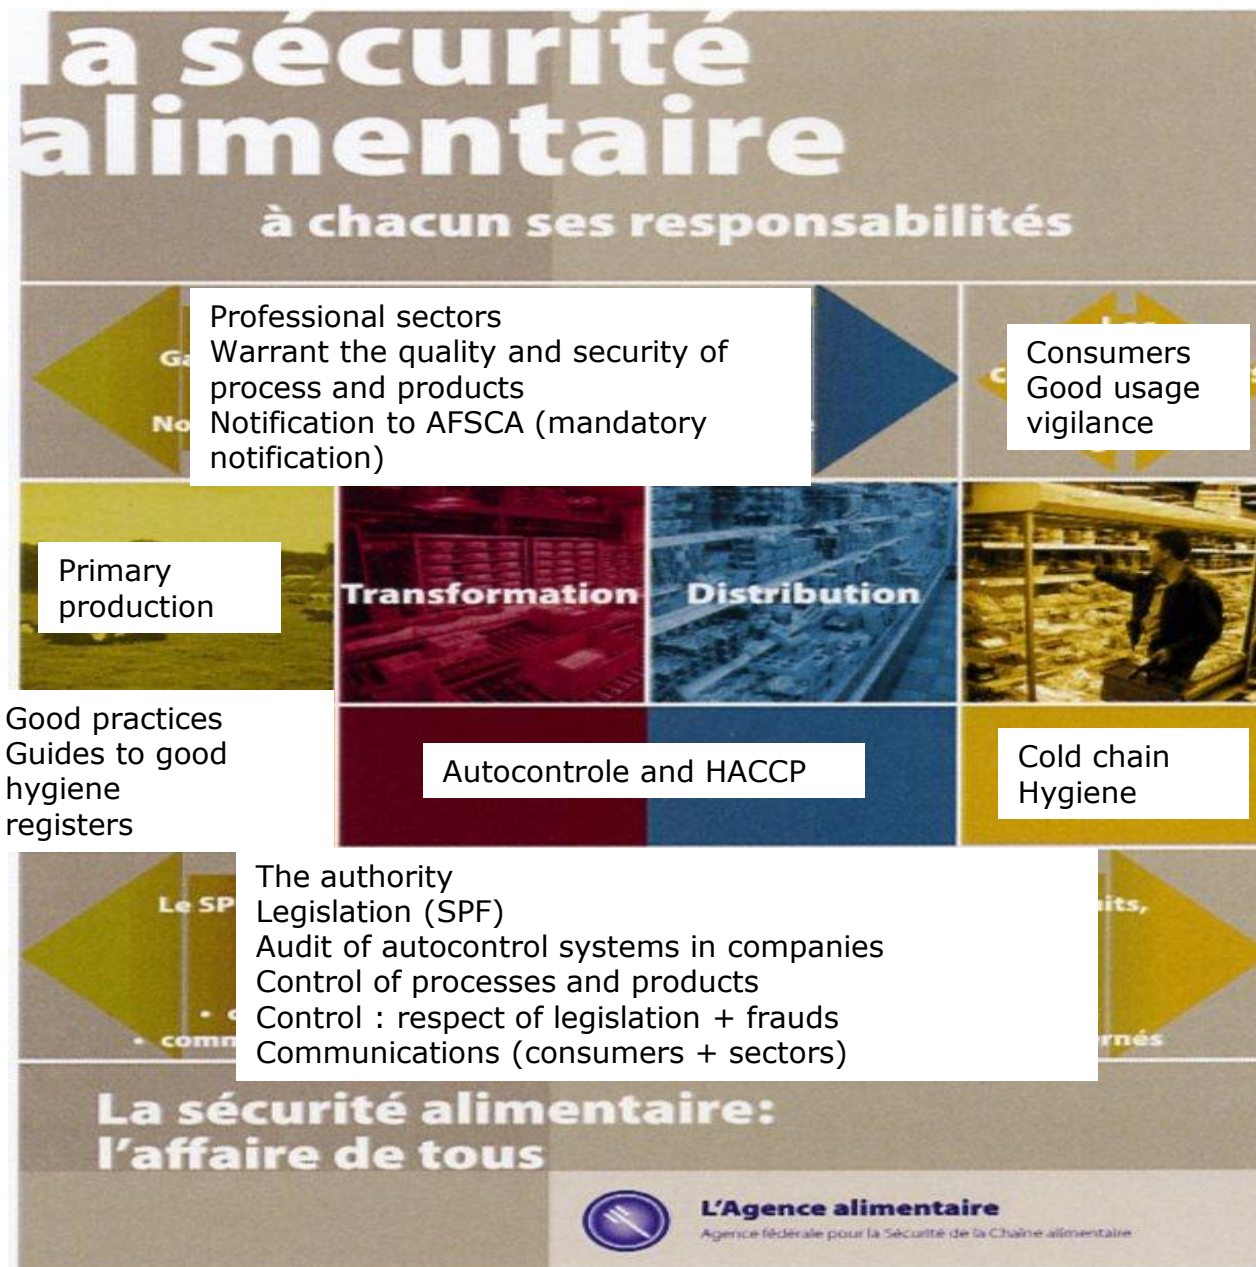 la sécurité
alimentaire
à chacun ses responsabilités
Professional sectors
Warrant the quality and security of
process and products
Notification to AFSCA (mandatory
notification)
Consumers
Good usage
vigilance
Primary
production
Transformation
Distribution
Good practices
Guides to good
hygiene
registers
Autocontrole and HACCP
Cold chain
Hygiene
Le SP
The authority
Legislation (SPF)
Audit of autocontrol systems in companies
Control of processes and products
Control : respect of legislation + frauds
Communications (consumers + sectors)
La sécurité alimentaire:
l'affaire de tous
L'Agence alimentaire
Agence fédérale pour la Sécurité de la Chaîne alimentaire